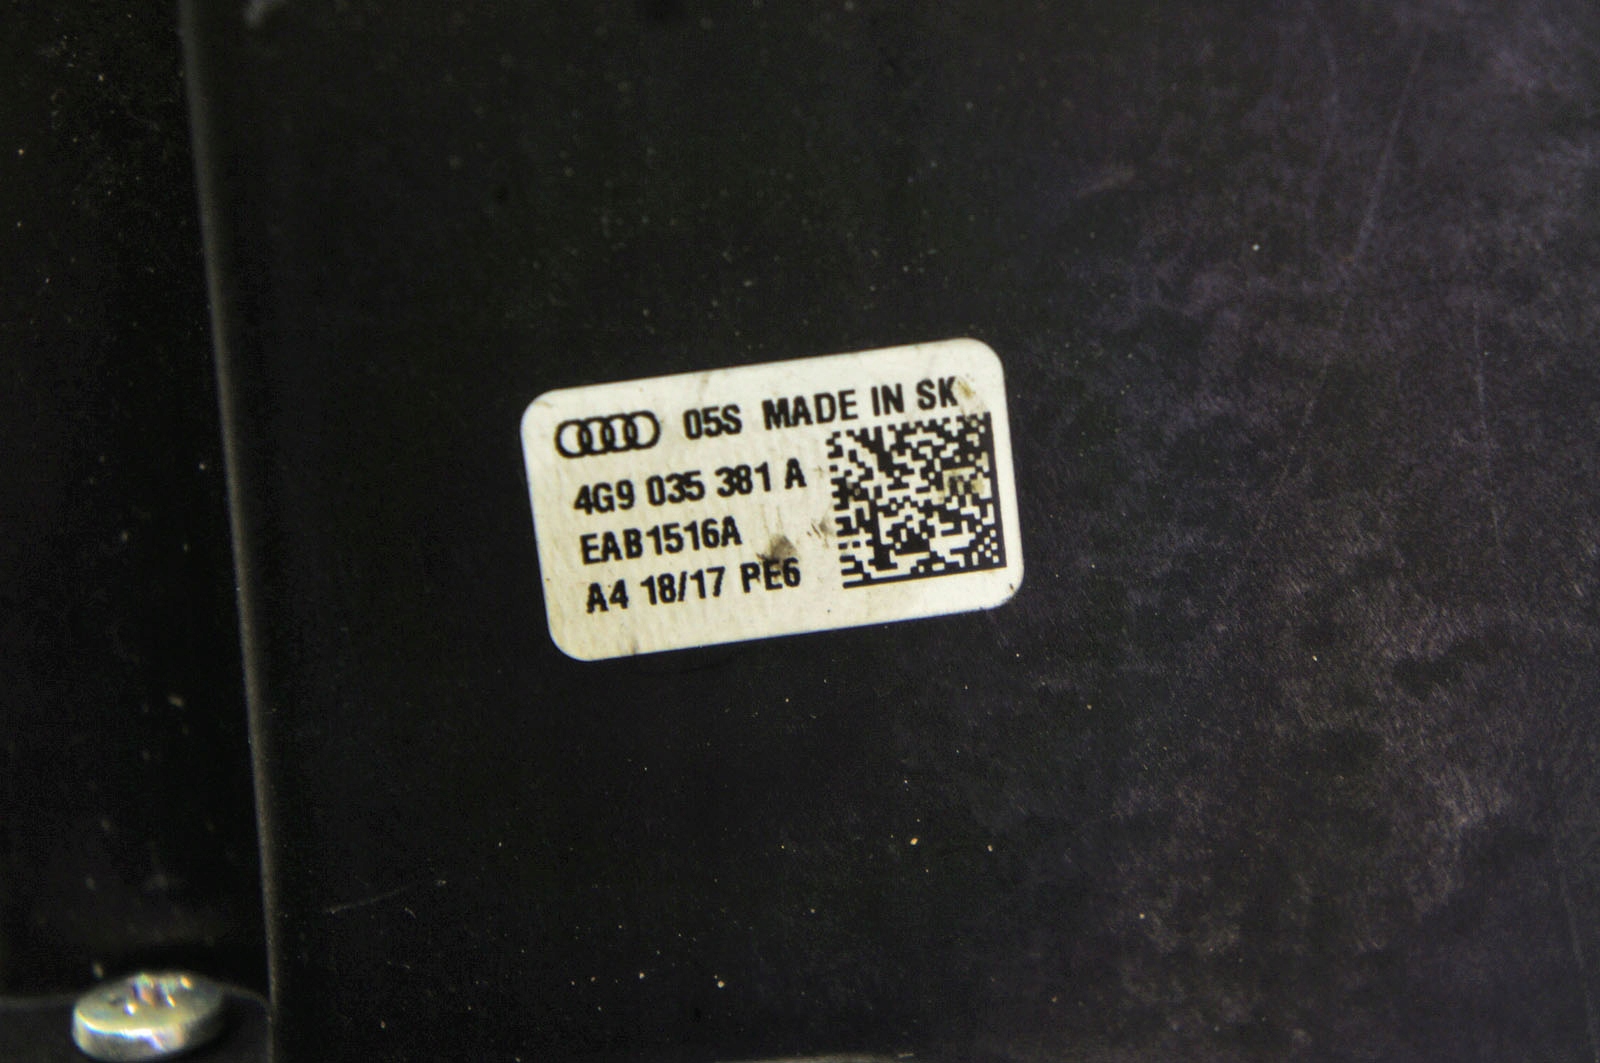 05S MADE IN SK
4G9 035 381 A
EAB1516A
A4 18/17 PE6